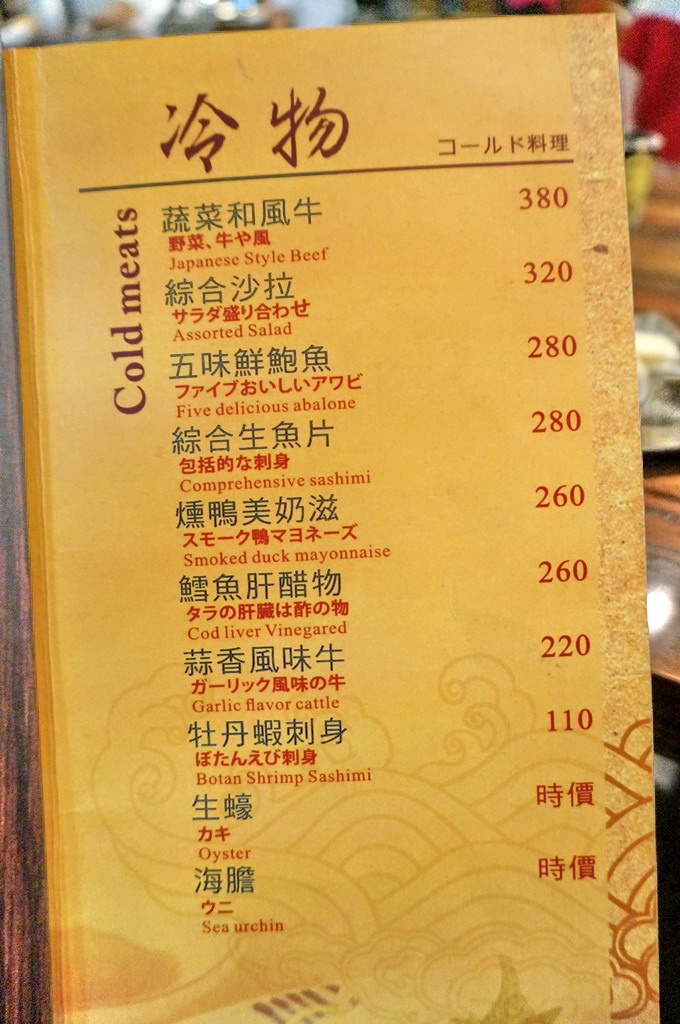 冷物
コールド料理
Cold meats
蔬菜和風牛 380
野菜、牛や風
Japanese Style Beef
綜合沙拉 320
サラダ盛り合わせ
Assorted Salad
五味鮮鮑魚 280
ファイブおいしいアワビ
Five delicious abalone
綜合生魚片 280
包括的な刺身
Comprehensive sashimi
燻鴨美奶滋 260
スモーク鴨マヨネーズ
Smoked duck mayonnaise
鱈魚肝醋物 260
タラの肝臓は酢の物
Cod liver Vinegared
蒜香風味牛 220
ガーリック風味の牛
Garlic flavor cattle
牡丹蝦刺身 110
ぼたんえび刺身
Botan Shrimp Sashimi
生蠔 時價
カキ
Oyster
海膽 時價
ウニ
Sea urchin